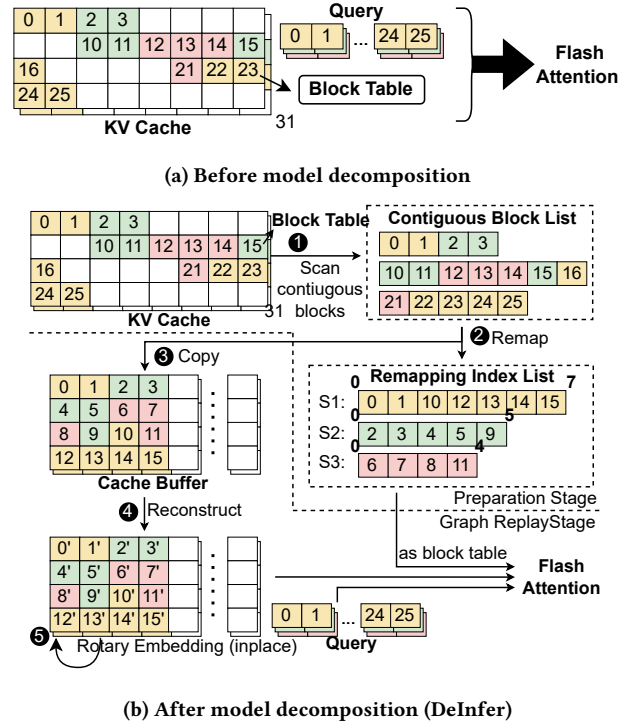 0 1 2 3
10 11 12 13 14 15
16 21 22 23
24 25
31
KV Cache
Query
0 1 ... 24 25
Block Table
Flash
Attention
(a) Before model decomposition
0 1 2 3
10 11 12 13 14 15
16 21 22 23
24 25
31
KV Cache
Block Table
1
Scan
contiugous
blocks
Contiguous Block List
0 1 2 3
10 11 12 13 14 15 16
21 22 23 24 25
2 Remap
3 Copy
0 1 2 3
4 5 6 7
8 9 10 11
12 13 14 15
Cache Buffer
Remapping Index List
0 7
S1: 0 1 10 12 13 14 15
0 5
S2: 2 3 4 5 9
0 4
S3: 6 7 8 11
Preparation Stage
Graph ReplayStage
4 Reconstruct
0' 1' 2' 3'
4' 5' 6' 7'
8' 9' 10' 11'
12' 13' 14' 15'
5
Rotary Embedding (inplace)
as block table
Flash
Attention
0 1 ... 24 25
Query
(b) After model decomposition (DeInfer)